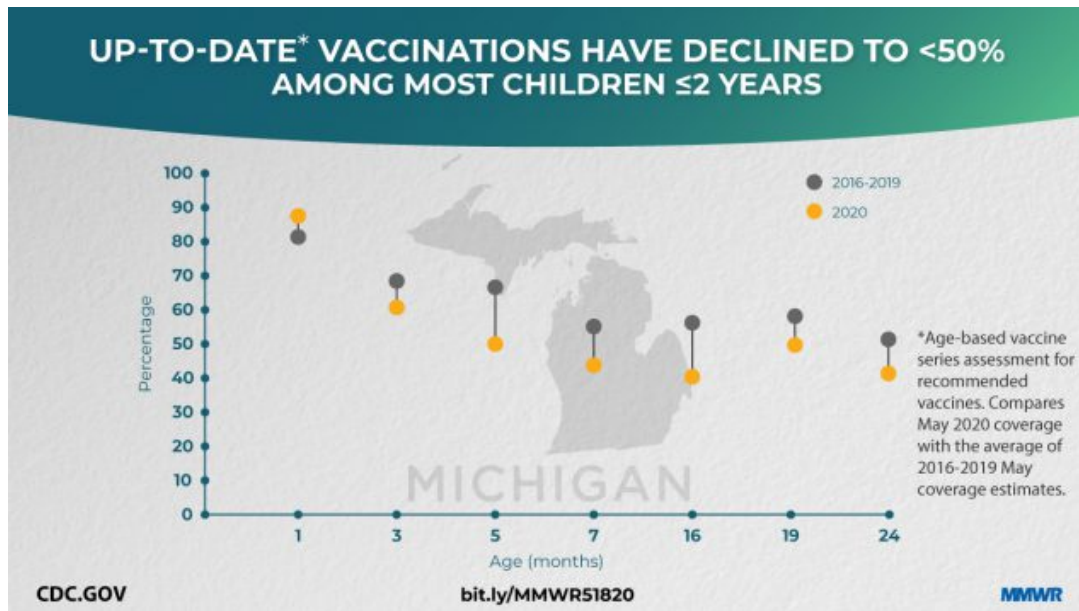 UP-TO-DATE* VACCINATIONS HAVE DECLINED TO <50%
AMONG MOST CHILDREN ≤2 YEARS
2016-2019
2020
Percentage
100
90
80
70
60
50
40
30
20
10
0
1 3 5 7 16 19 24
Age (months)
MICHIGAN
*Age-based vaccine
series assessment for
recommended
vaccines. Compares
May 2020 coverage
with the average of
2016-2019 May
coverage estimates.
CDC.GOV
bit.ly/MMWR51820
MMWR